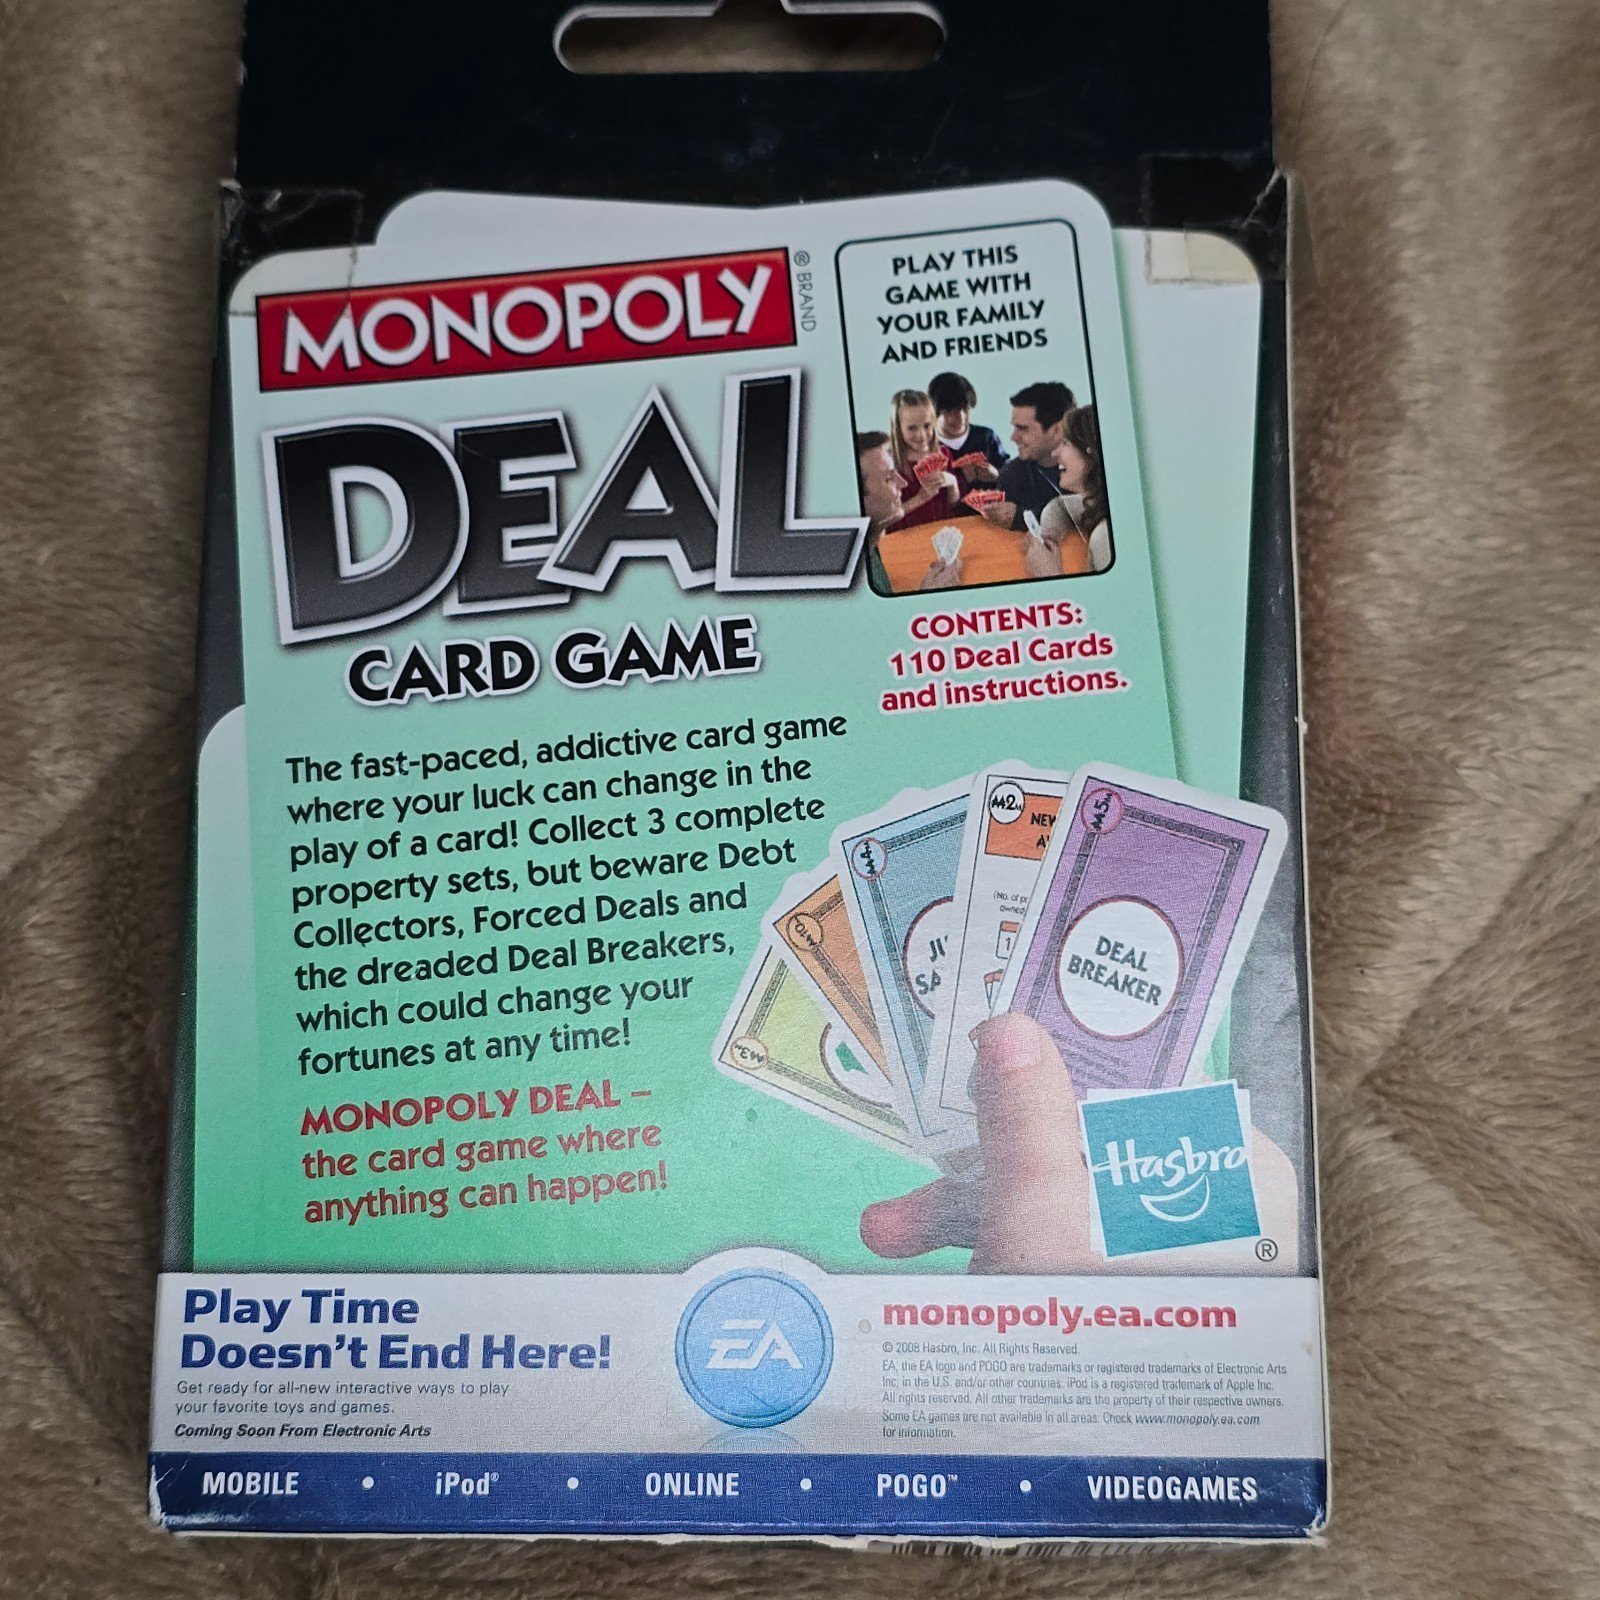 MONOPOLY
® BRAND
DEAL
CARD GAME
PLAY THIS
GAME WITH
YOUR FAMILY
AND FRIENDS
CONTENTS:
110 Deal Cards
and instructions.
The fast-paced, addictive card game
where your luck can change in the
play of a card! Collect 3 complete
property sets, but beware Debt
Collectors, Forced Deals and
the dreaded Deal Breakers,
which could change your
fortunes at any time!
MONOPOLY DEAL –
the card game where
anything can happen!
DEAL
BREAKER
Hasbro
®
Play Time
Doesn't End Here!
Get ready for all-new interactive ways to play
your favorite toys and games.
Coming Soon From Electronic Arts
EA
monopoly.ea.com
© 2008 Hasbro, Inc. All Rights Reserved.
EA, the EA logo and POGO are trademarks or registered trademarks of Electronic Arts
Inc. in the U.S. and/or other countries. iPod is a registered trademark of Apple Inc.
All rights reserved. All other trademarks are the property of their respective owners.
Some EA games are not available in all areas. Check www.monopoly.ea.com
for information.
MOBILE • iPod® • ONLINE • POGO™ • VIDEOGAMES